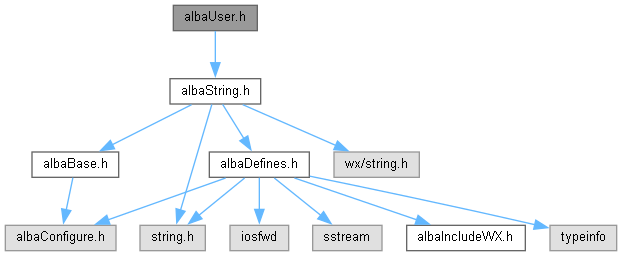 albaUser.h
albaString.h
albaBase.h
albaDefines.h
wx/string.h
albaConfigure.h
string.h
iosfwd
sstream
albaIncludeWX.h
typeinfo